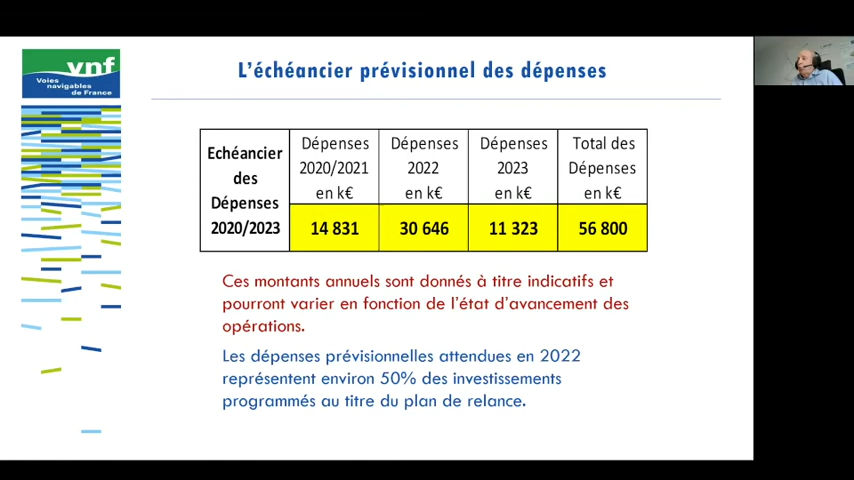 vnf
Voies
navigables
de France
L'échéancier prévisionnel des dépenses
Echéancier
des
Dépenses
2020/2023
Dépenses
2020/2021
en k€
Dépenses
2022
en k€
Dépenses
2023
en k€
Total des
Dépenses
en k€
14 831
30 646
11 323
56 800
Ces montants annuels sont donnés à titre indicatifs et
pourront varier en fonction de l'état d'avancement des
opérations.
Les dépenses prévisionnelles attendues en 2022
représentent environ 50% des investissements
programmés au titre du plan de relance.